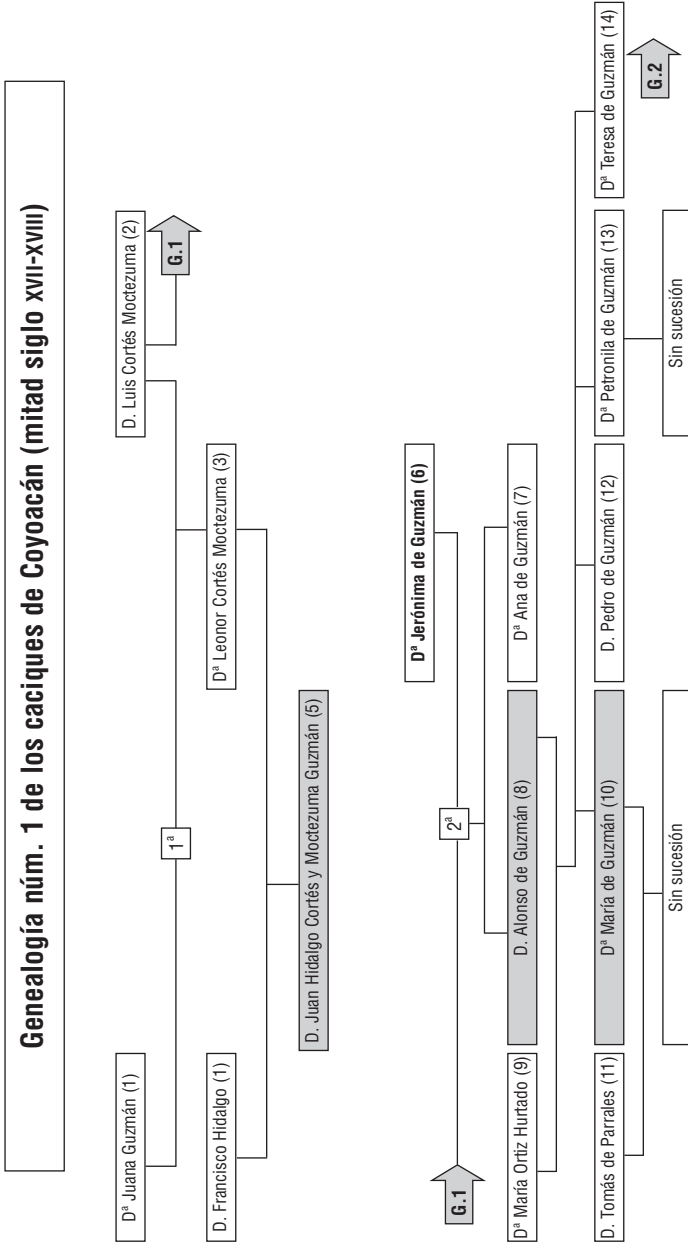 Genealogía núm. 1 de los caciques de Coyoacán (mitad siglo XVII-XVIII)
Dª Juana Guzmán (1)
1ª
D. Luis Cortés Moctezuma (2)
G.1
D. Francisco Hidalgo (1)
Dª Leonor Cortés Moctezuma (3)
D. Juan Hidalgo Cortés y Moctezuma Guzmán (5)
G.1
2ª
Dª Jerónima de Guzmán (6)
Dª María Ortiz Hurtado (9)
D. Alonso de Guzmán (8)
Dª Ana de Guzmán (7)
D. Tomás de Parrales (11)
Dª María de Guzmán (10)
D. Pedro de Guzmán (12)
Dª Petronila de Guzmán (13)
Dª Teresa de Guzmán (14)
G.2
Sin sucesión
Sin sucesión